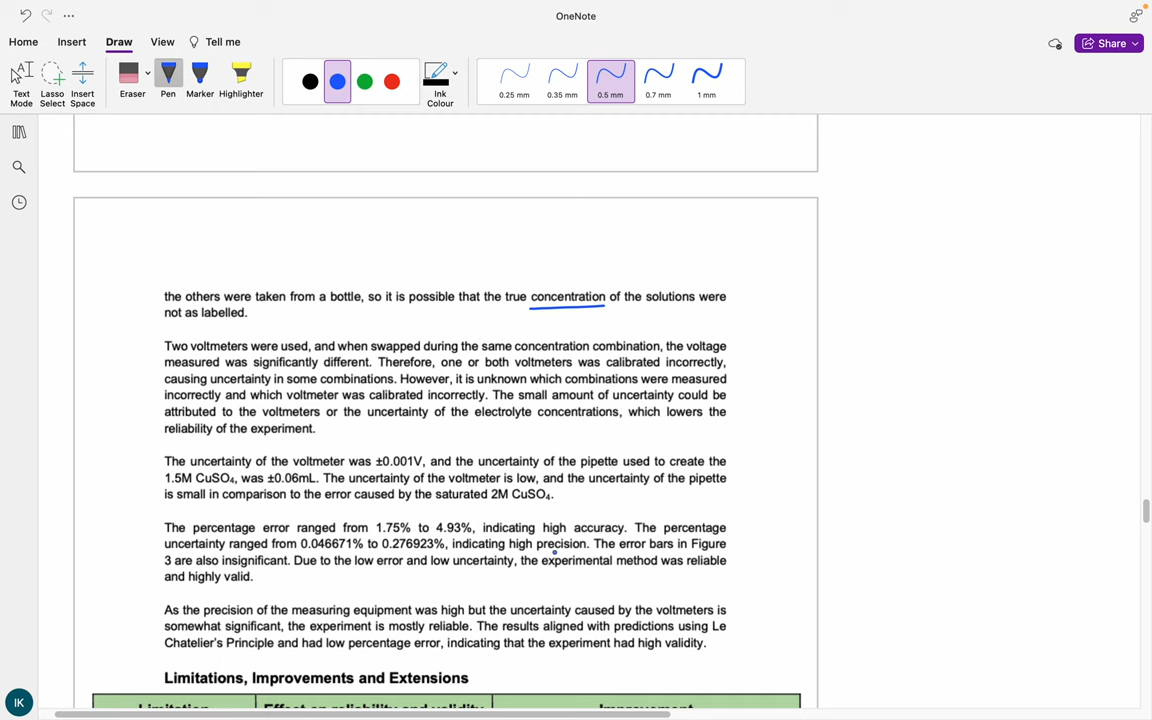 OneNote
Home Insert Draw View Tell me
Share
Text Mode
Lasso Select
Insert Space
Eraser
Pen
Marker
Highlighter
Ink Colour
0.25 mm
0.35 mm
0.5 mm
0.7 mm
1 mm
the others were taken from a bottle, so it is possible that the true concentration of the solutions were
not as labelled.
Two voltmeters were used, and when swapped during the same concentration combination, the voltage
measured was significantly different. Therefore, one or both voltmeters was calibrated incorrectly,
causing uncertainty in some combinations. However, it is unknown which combinations were measured
incorrectly and which voltmeter was calibrated incorrectly. The small amount of uncertainty could be
attributed to the voltmeters or the uncertainty of the electrolyte concentrations, which lowers the
reliability of the experiment.
The uncertainty of the voltmeter was ±0.001V, and the uncertainty of the pipette used to create the
1.5M CuSO₄, was ±0.06mL. The uncertainty of the voltmeter is low, and the uncertainty of the pipette
is small in comparison to the error caused by the saturated 2M CuSO₄.
The percentage error ranged from 1.75% to 4.93%, indicating high accuracy. The percentage
uncertainty ranged from 0.046671% to 0.276923%, indicating high precision. The error bars in Figure
3 are also insignificant. Due to the low error and low uncertainty, the experimental method was reliable
and highly valid.
As the precision of the measuring equipment was high but the uncertainty caused by the voltmeters is
somewhat significant, the experiment is mostly reliable. The results aligned with predictions using Le
Chatelier's Principle and had low percentage error, indicating that the experiment had high validity.
Limitations, Improvements and Extensions
Limitation Effect on reliability and validity Improvement
IK